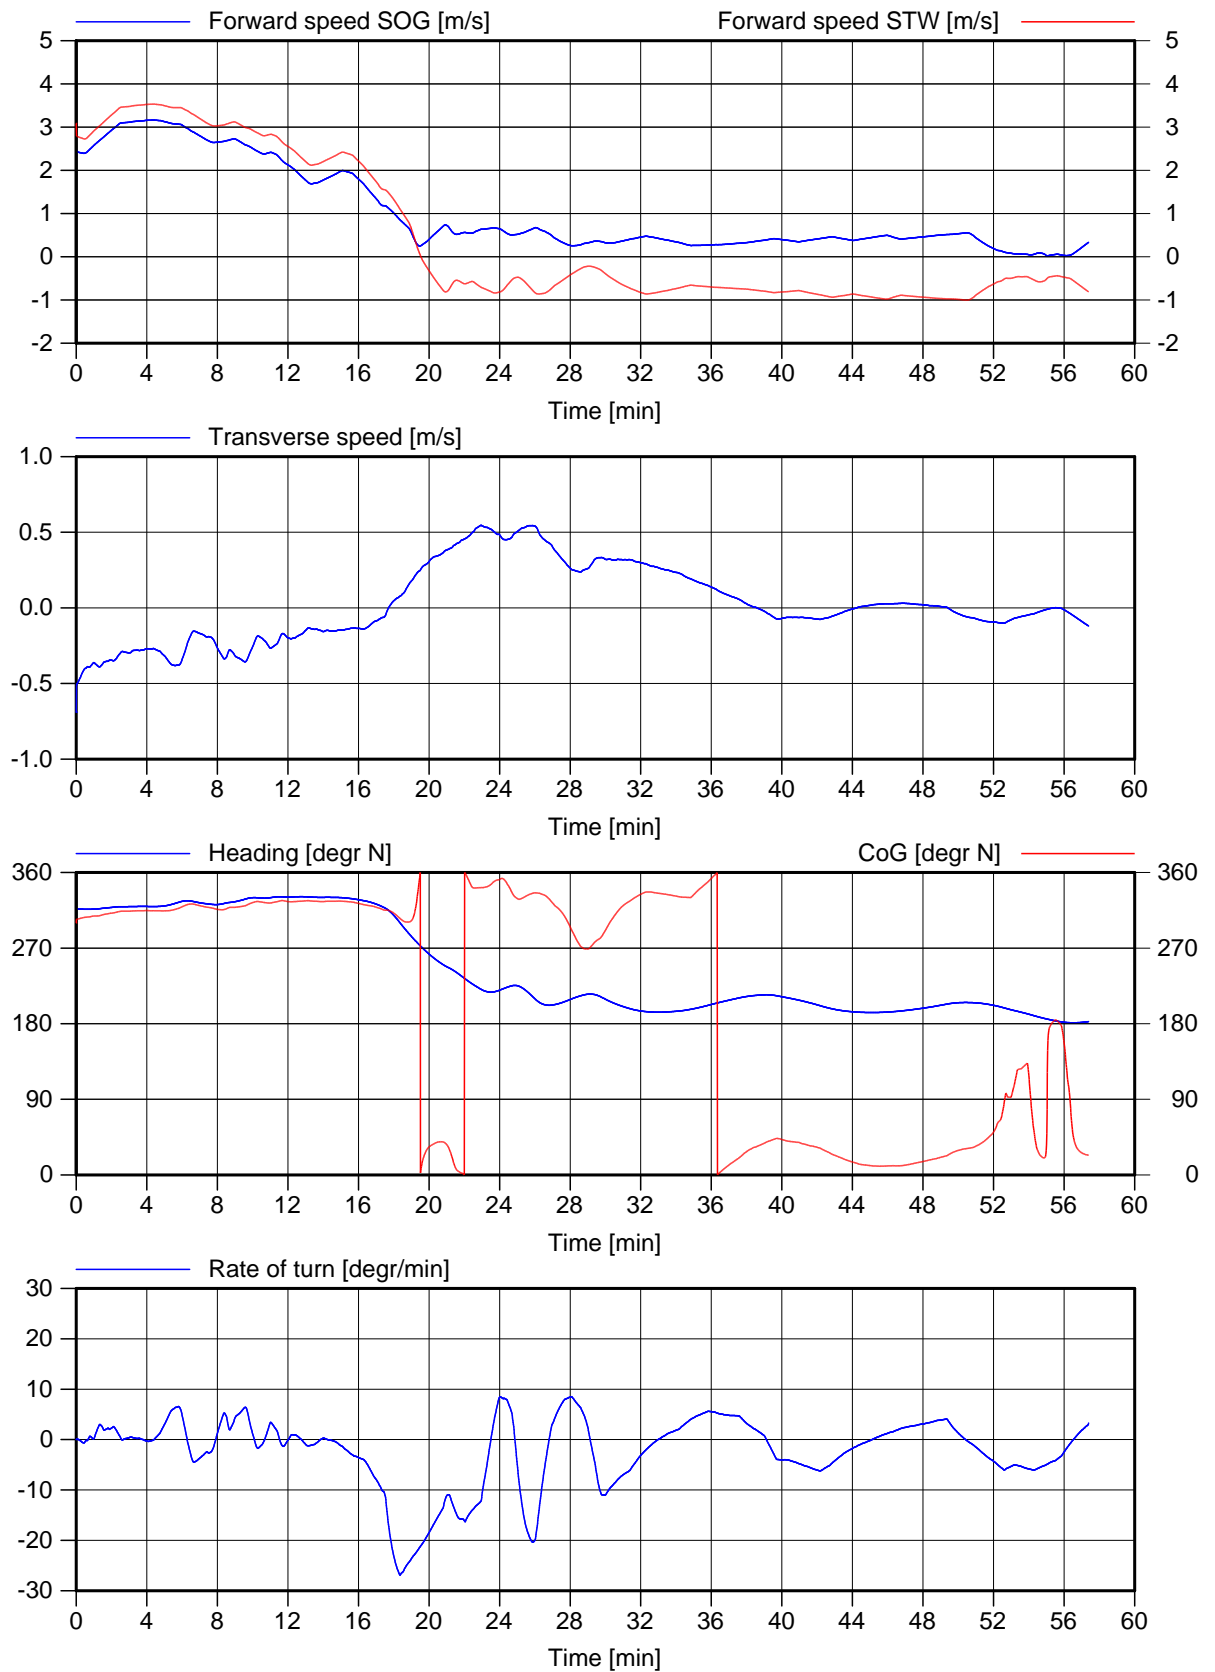 Forward speed SOG [m/s] Forward speed STW [m/s]
5 5
4 4
3 3
2 2
1 1
0 0
-1 -1
-2 -2
0 4 8 12 16 20 24 28 32 36 40 44 48 52 56 60
Time [min]
Transverse speed [m/s]
1.0
0.5
0.0
-0.5
-1.0
0 4 8 12 16 20 24 28 32 36 40 44 48 52 56 60
Time [min]
Heading [degr N] CoG [degr N]
360 360
270 270
180 180
90 90
0 0
0 4 8 12 16 20 24 28 32 36 40 44 48 52 56 60
Time [min]
Rate of turn [degr/min]
30
20
10
0
-10
-20
-30
0 4 8 12 16 20 24 28 32 36 40 44 48 52 56 60
Time [min]